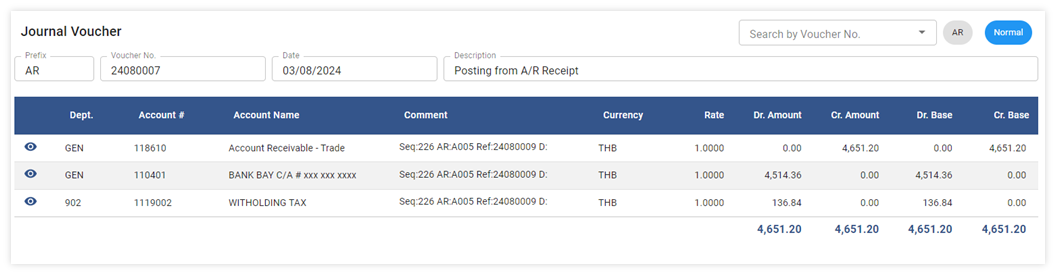 Journal Voucher
Search by Voucher No. AR Normal
Prefix Voucher No. Date Description
AR 24080007 03/08/2024 Posting from A/R Receipt
Dept. Account # Account Name Comment Currency Rate Dr. Amount Cr. Amount Dr. Base Cr. Base
GEN 118610 Account Receivable - Trade Seq:226 AR:A005 Ref:24080009 D: THB 1.0000 0.00 4,651.20 0.00 4,651.20
GEN 110401 BANK BAY C/A # xxx xxx xxxx Seq:226 AR:A005 Ref:24080009 D: THB 1.0000 4,514.36 0.00 4,514.36 0.00
902 1119002 WITHOLDING TAX Seq:226 AR:A005 Ref:24080009 D: THB 1.0000 136.84 0.00 136.84 0.00
4,651.20 4,651.20 4,651.20 4,651.20